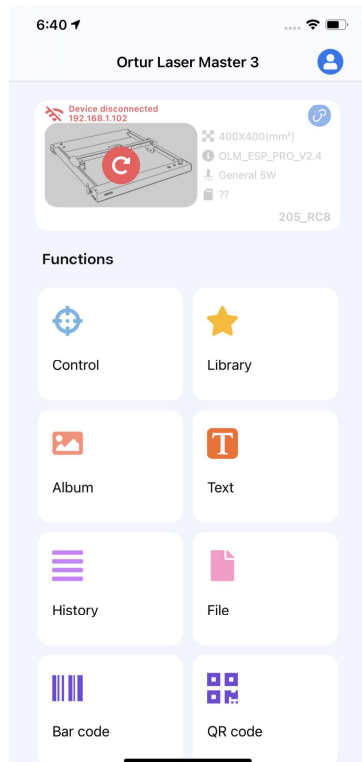 6:40
Ortur Laser Master 3
Device disconnected
192.168.1.102
400X400(mm²)
OLM_ESP_PRO_V2.4
General 5W
??
205_RC8
Functions
Control
Library
Album
Text
History
File
Bar code
QR code